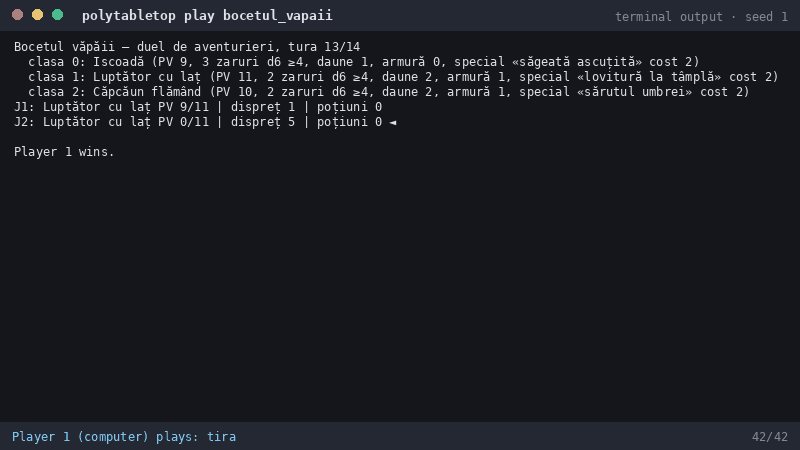 polytabletop play bocetul_vapaii
terminal output · seed 1
Bocetul văpăii — duel de aventurieri, tura 13/14
clasa 0: Iscoadă (PV 9, 3 zaruri d6 ≥4, daune 1, armură 0, special «săgeată ascuțită» cost 2)
clasa 1: Luptător cu laț (PV 11, 2 zaruri d6 ≥4, daune 2, armură 1, special «lovitură la tâmplă» cost 2)
clasa 2: Căpcăun flămând (PV 10, 2 zaruri d6 ≥4, daune 2, armură 1, special «sărutul umbrei» cost 2)
J1: Luptător cu laț PV 9/11 | dispreț 1 | poțiuni 0
J2: Luptător cu laț PV 0/11 | dispreț 5 | poțiuni 0 ◄
Player 1 wins.
Player 1 (computer) plays: tira
42/42